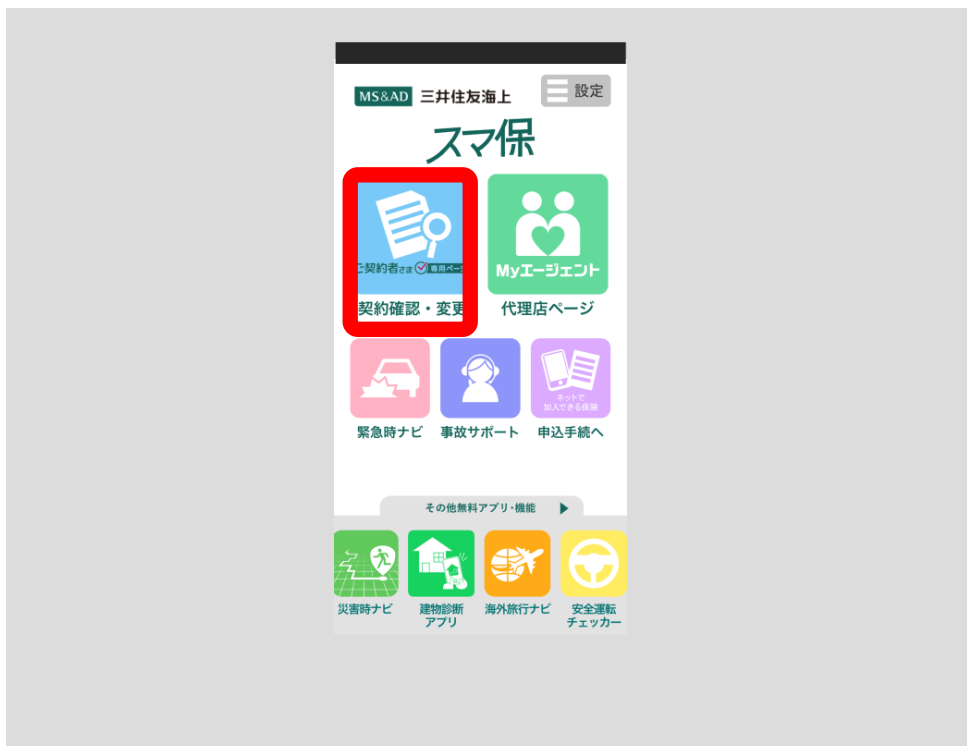 MS&AD 三井住友海上
設定
スマ保
ご契約者さま 専用ページ
Myエージェント
契約確認・変更
代理店ページ
ネットで
加入できる保険
緊急時ナビ
事故サポート
申込手続へ
その他無料アプリ・機能
災害時ナビ
建物診断
アプリ
海外旅行ナビ
安全運転
チェッカー